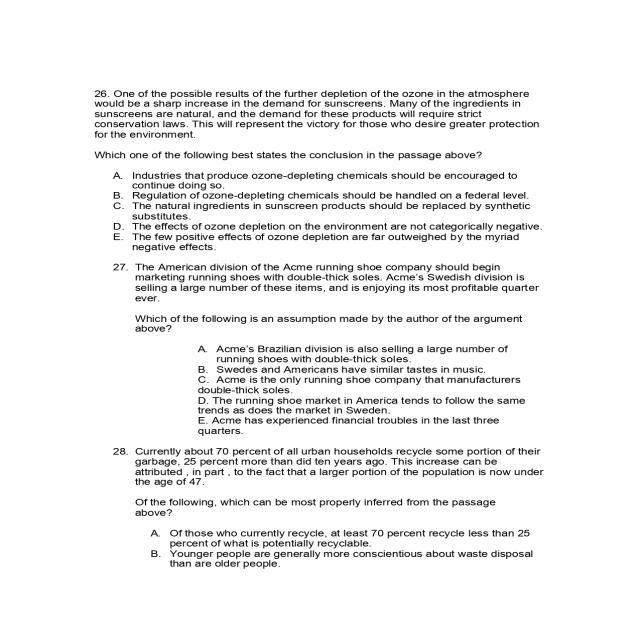 26. One of the possible results of the further depletion of the ozone in the atmosphere
would be a sharp increase in the demand for sunscreens. Many of the ingredients in
sunscreens are natural, and the demand for these products will require strict
conservation laws. This will represent the victory for those who desire greater protection
for the environment.
Which one of the following best states the conclusion in the passage above?
A. Industries that produce ozone-depleting chemicals should be encouraged to
continue doing so.
B. Regulation of ozone-depleting chemicals should be handled on a federal level.
C. The natural ingredients in sunscreen products should be replaced by synthetic
substitutes.
D. The effects of ozone depletion on the environment are not categorically negative.
E. The few positive effects of ozone depletion are far outweighed by the myriad
negative effects.
27. The American division of the Acme running shoe company should begin
marketing running shoes with double-thick soles. Acme's Swedish division is
selling a large number of these items, and is enjoying its most profitable quarter
ever.
Which of the following is an assumption made by the author of the argument
above?
A. Acme's Brazilian division is also selling a large number of
running shoes with double-thick soles.
B. Swedes and Americans have similar tastes in music.
C. Acme is the only running shoe company that manufacturers
double-thick soles.
D. The running shoe market in America tends to follow the same
trends as does the market in Sweden.
E. Acme has experienced financial troubles in the last three
quarters.
28. Currently about 70 percent of all urban households recycle some portion of their
garbage, 25 percent more than did ten years ago. This increase can be
attributed , in part , to the fact that a larger portion of the population is now under
the age of 47.
Of the following, which can be most properly inferred from the passage
above?
A. Of those who currently recycle, at least 70 percent recycle less than 25
percent of what is potentially recyclable.
B. Younger people are generally more conscientious about waste disposal
than are older people.